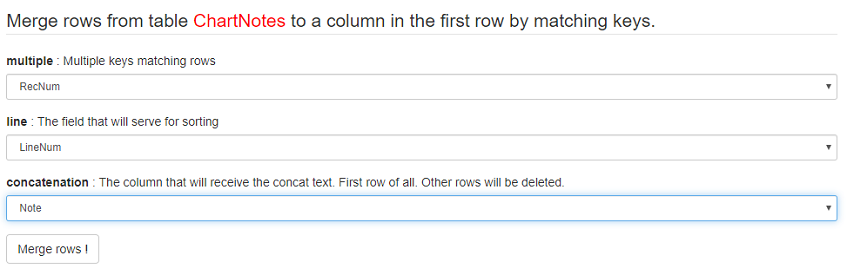 Merge rows from table ChartNotes to a column in the first row by matching keys.
multiple : Multiple keys matching rows
RecNum
line : The field that will serve for sorting
LineNum
concatenation : The column that will receive the concat text. First row of all. Other rows will be deleted.
Note
Merge rows !